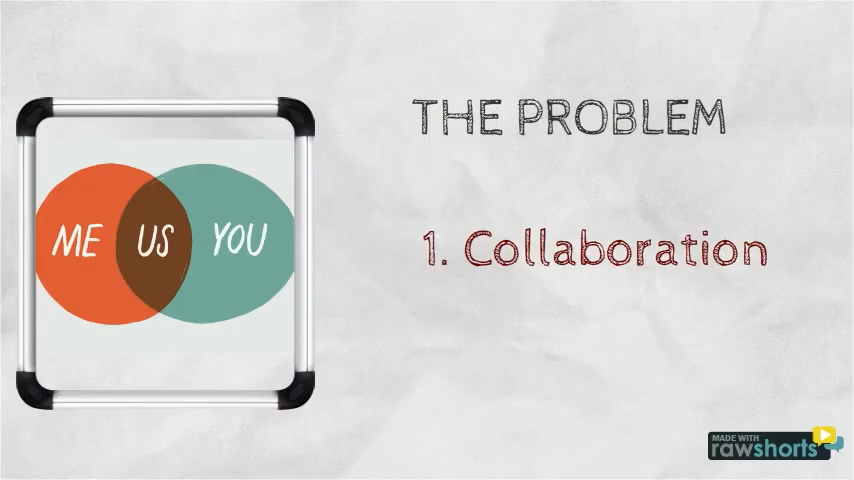 THE PROBLEM
ME US YOU
1. Collaboration
MADE WITH
rawshorts